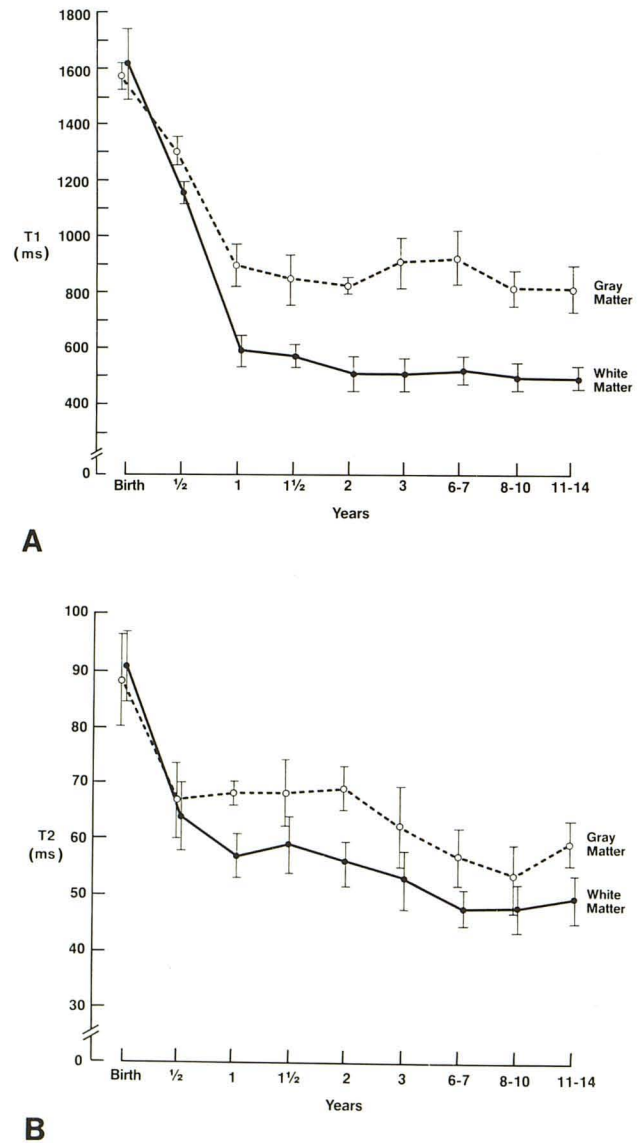 1800
1600
1400
1200
1000
800
600
400
0
T1
(ms)
Gray
Matter
White
Matter
Birth ½ 1 1½ 2 3 6-7 8-10 11-14
Years
A
100
90
80
70
60
50
40
30
0
T2
(ms)
Gray
Matter
White
Matter
Birth ½ 1 1½ 2 3 6-7 8-10 11-14
Years
B